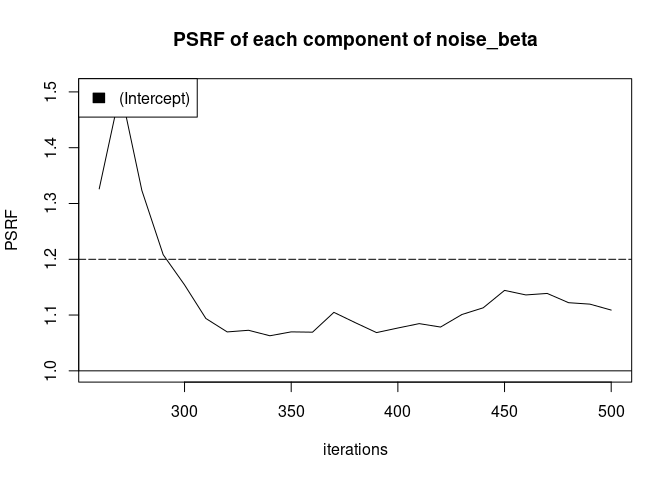 PSRF of each component of noise_beta
(Intercept)
PSRF
1.5
1.4
1.3
1.2
1.1
1.0
300 350 400 450 500
iterations